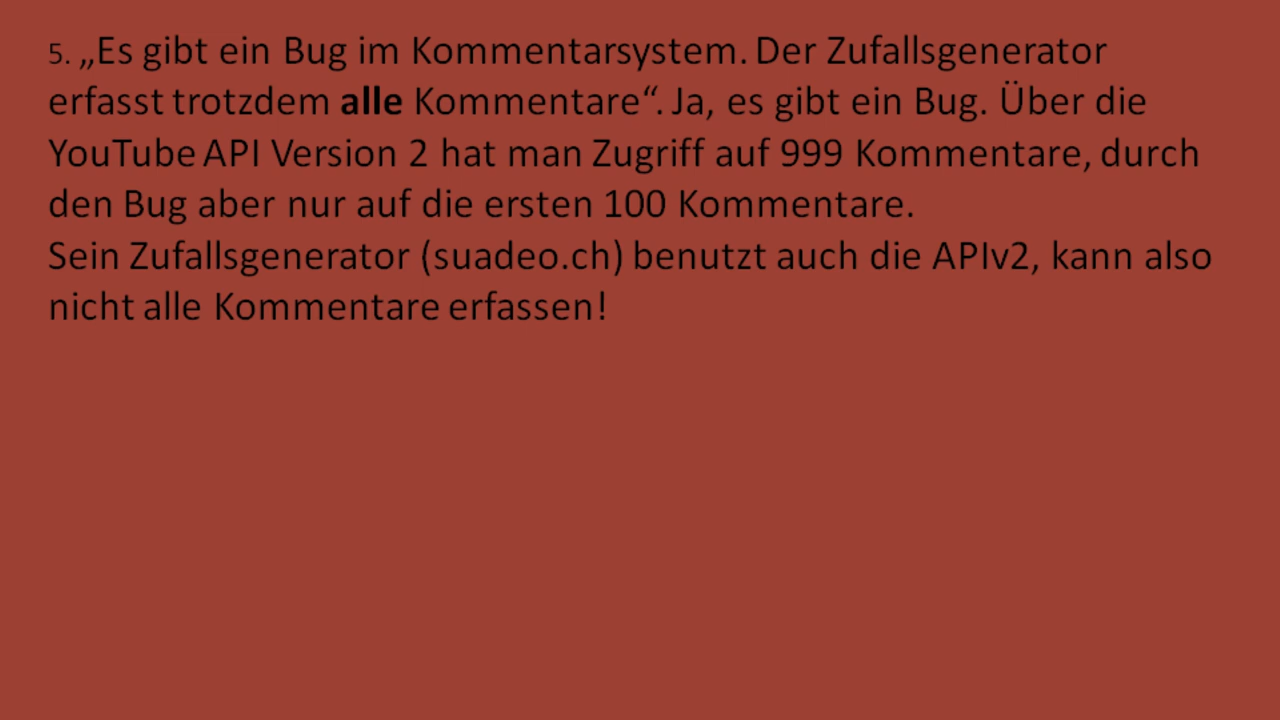 5. „Es gibt ein Bug im Kommentarsystem. Der Zufallsgenerator
erfasst trotzdem alle Kommentare“. Ja, es gibt ein Bug. Über die
YouTube API Version 2 hat man Zugriff auf 999 Kommentare, durch
den Bug aber nur auf die ersten 100 Kommentare.
Sein Zufallsgenerator (suadeo.ch) benutzt auch die APIv2, kann also
nicht alle Kommentare erfassen!